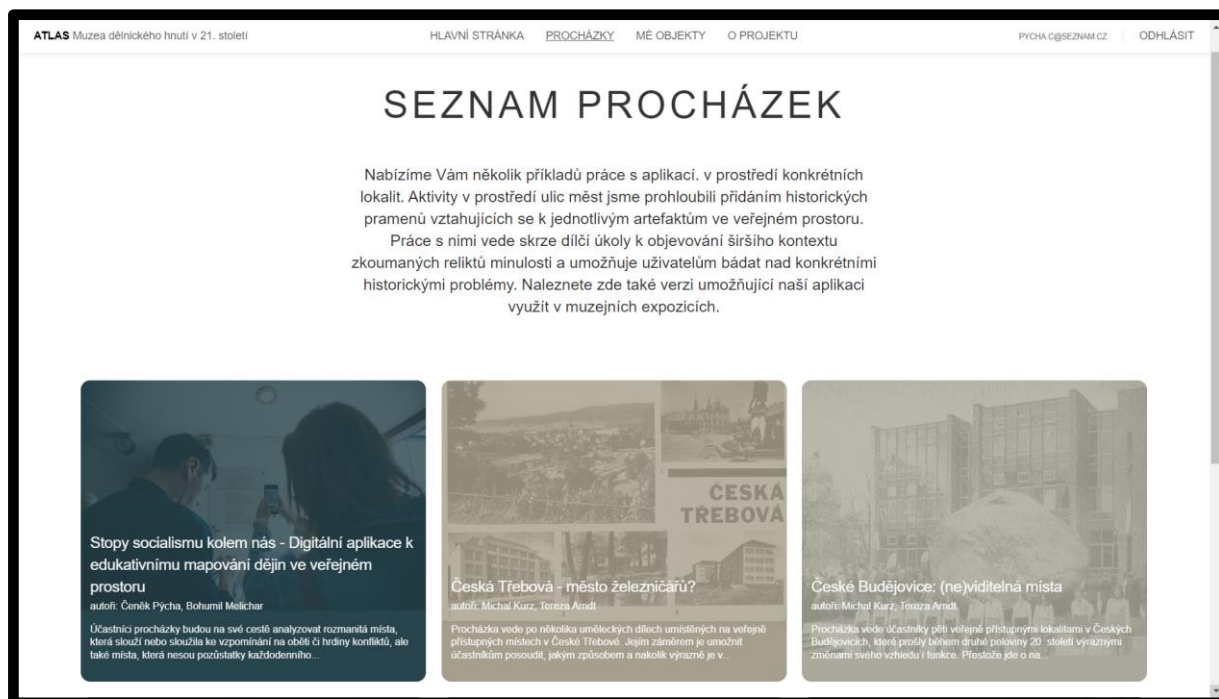 ATLAS Muzea dělnického hnutí v 21. století
HLAVNÍ STRÁNKA PROCHÁZKY MÉ OBJEKTY O PROJEKTU
PYCHA.C@SEZNAM.CZ ODHLÁSIT
SEZNAM PROCHÁZEK
Nabízíme Vám několik příkladů práce s aplikací. v prostředí konkrétních
lokalit. Aktivity v prostředí ulic měst jsme prohloubili přidáním historických
pramenů vztahujících se k jednotlivým artefaktům ve veřejném prostoru.
Práce s nimi vede skrze dílčí úkoly k objevování širšího kontextu
zkoumaných reliktů minulosti a umožňuje uživatelům bádat nad konkrétními
historickými problémy. Naleznete zde také verzi umožňující naší aplikaci
využít v muzejních expozicích.
Stopy socialismu kolem nás - Digitální aplikace k
edukativnímu mapování dějin ve veřejném
prostoru
autoři: Čeněk Pýcha, Bohumil Melichar
Účastníci procházky budou na své cestě analyzovat rozmanitá místa,
která slouží nebo sloužila ke vzpomínání na oběti či hrdiny konfliktů, ale
také místa, která nesou pozůstatky každodenního...
ČESKÁ
TŘEBOVÁ
Česká Třebová - město železničářů?
autoři: Michal Kurz, Tereza Arndt
Procházka vede po několika uměleckých dílech umístěných na veřejně
přístupných místech v České Třebové. Jejím záměrem je umožnit
účastníkům posoudit, jakým způsobem a nakolik výrazně je v...
České Budějovice: (ne)viditelná místa
autoři: Michal Kurz, Tereza Arndt
Procházka vede účastníky pěti veřejně přístupnými lokalitami v Českých
Budějovicích, které prošly během druhé poloviny 20. století výraznými
změnami svého vzhledu i funkce. Přestože jde o na...